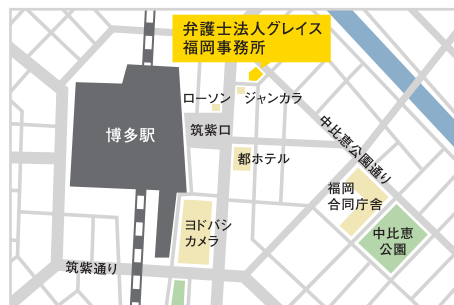 弁護士法人グレイス
福岡事務所
ローソン
ジャンカラ
博多駅
筑紫口
中比恵公園通り
都ホテル
福岡
合同庁舎
ヨドバシ
カメラ
中比恵
公園
筑紫通り